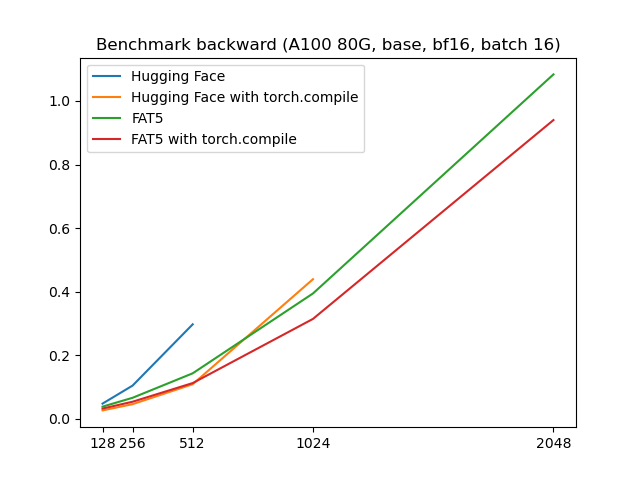 Benchmark backward (A100 80G, base, bf16, batch 16)
Hugging Face
Hugging Face with torch.compile
FAT5
FAT5 with torch.compile
1.0
0.8
0.6
0.4
0.2
0.0
128 256 512 1024 2048